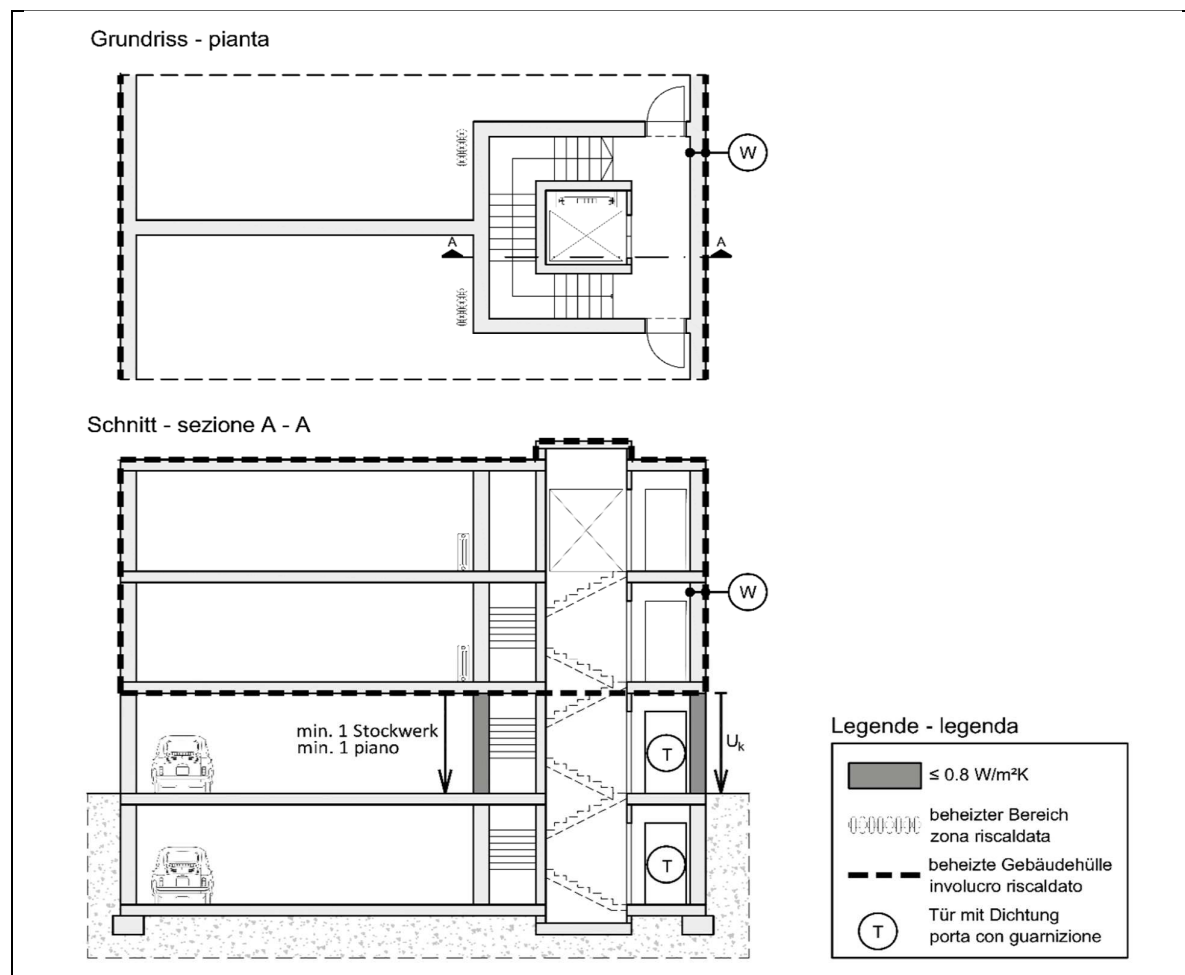 Grundriss - pianta
W
A
A
Schnitt - sezione A - A
W
min. 1 Stockwerk
min. 1 piano
U_k
T
T
Legende - legenda
≤ 0.8 W/m²K
beheizter Bereich
zona riscaldata
beheizte Gebäudehülle
involucro riscaldato
T
Tür mit Dichtung
porta con guarnizione